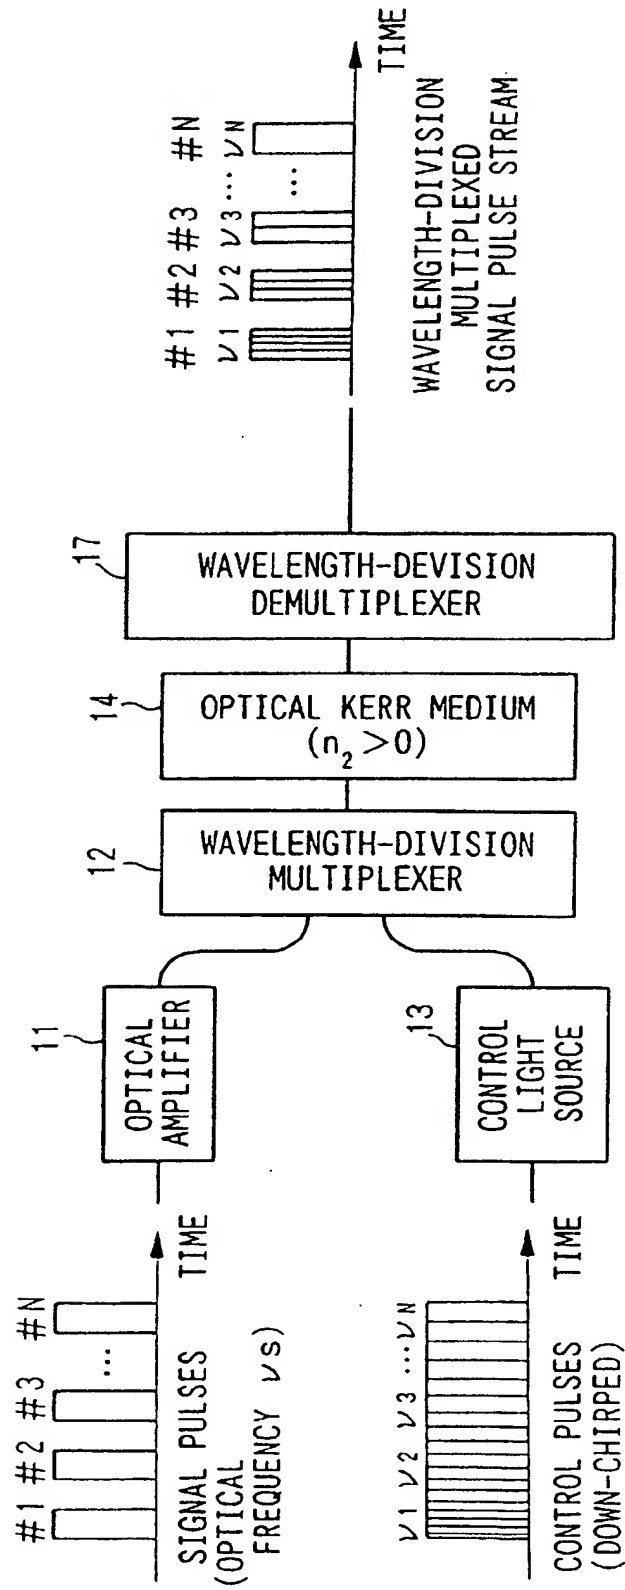 #1 #2 #3 ... #N
TIME
SIGNAL PULSES
(OPTICAL
FREQUENCY νs)
ν1 ν2 ν3 ...νN
TIME
CONTROL PULSES
(DOWN-CHIRPED)
11
OPTICAL
AMPLIFIER
13
CONTROL
LIGHT
SOURCE
12
WAVELENGTH-DIVISION
MULTIPLEXER
14
OPTICAL KERR MEDIUM
(n2>0)
17
WAVELENGTH-DEVISION
DEMULTIPLEXER
#1 #2 #3 #N
ν1 ν2 ν3 ... νN
...
TIME
WAVELENGTH-DIVISION
MULTIPLEXED
SIGNAL PULSE STREAM